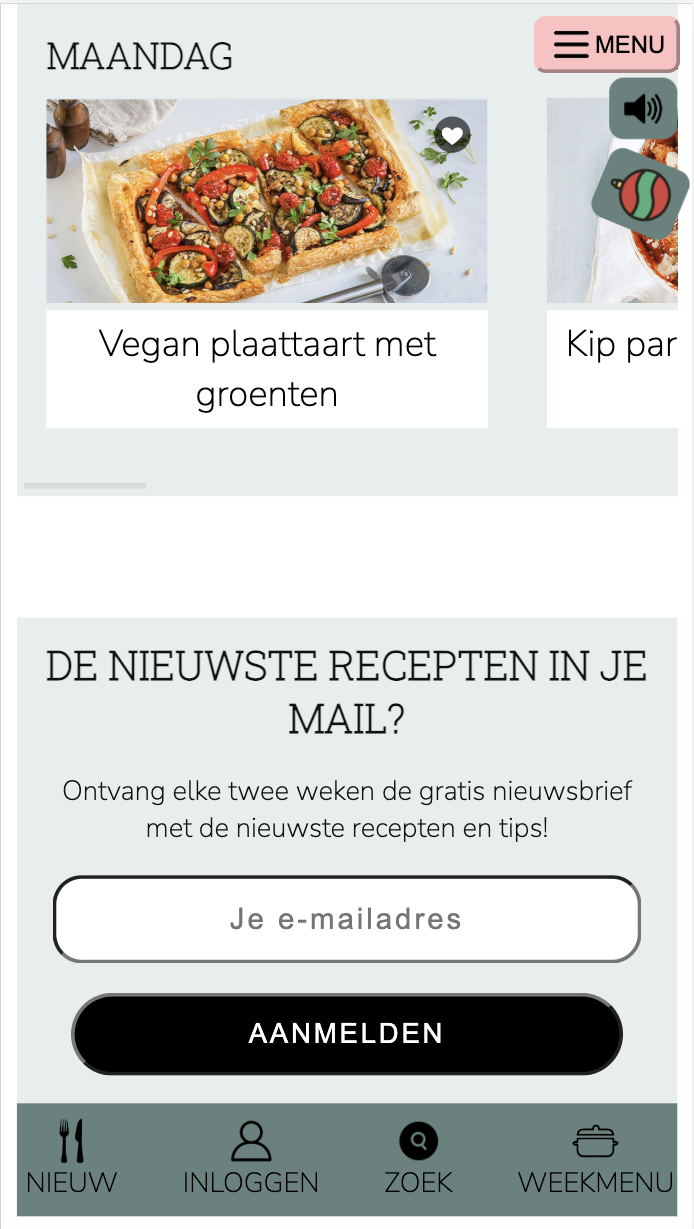 MAANDAG
MENU
Vegan plaattaart met
groenten
Kip par
DE NIEUWSTE RECEPTEN IN JE
MAIL?
Ontvang elke twee weken de gratis nieuwsbrief
met de nieuwste recepten en tips!
Je e-mailadres
AANMELDEN
NIEUW
INLOGGEN
ZOEK
WEEKMENU